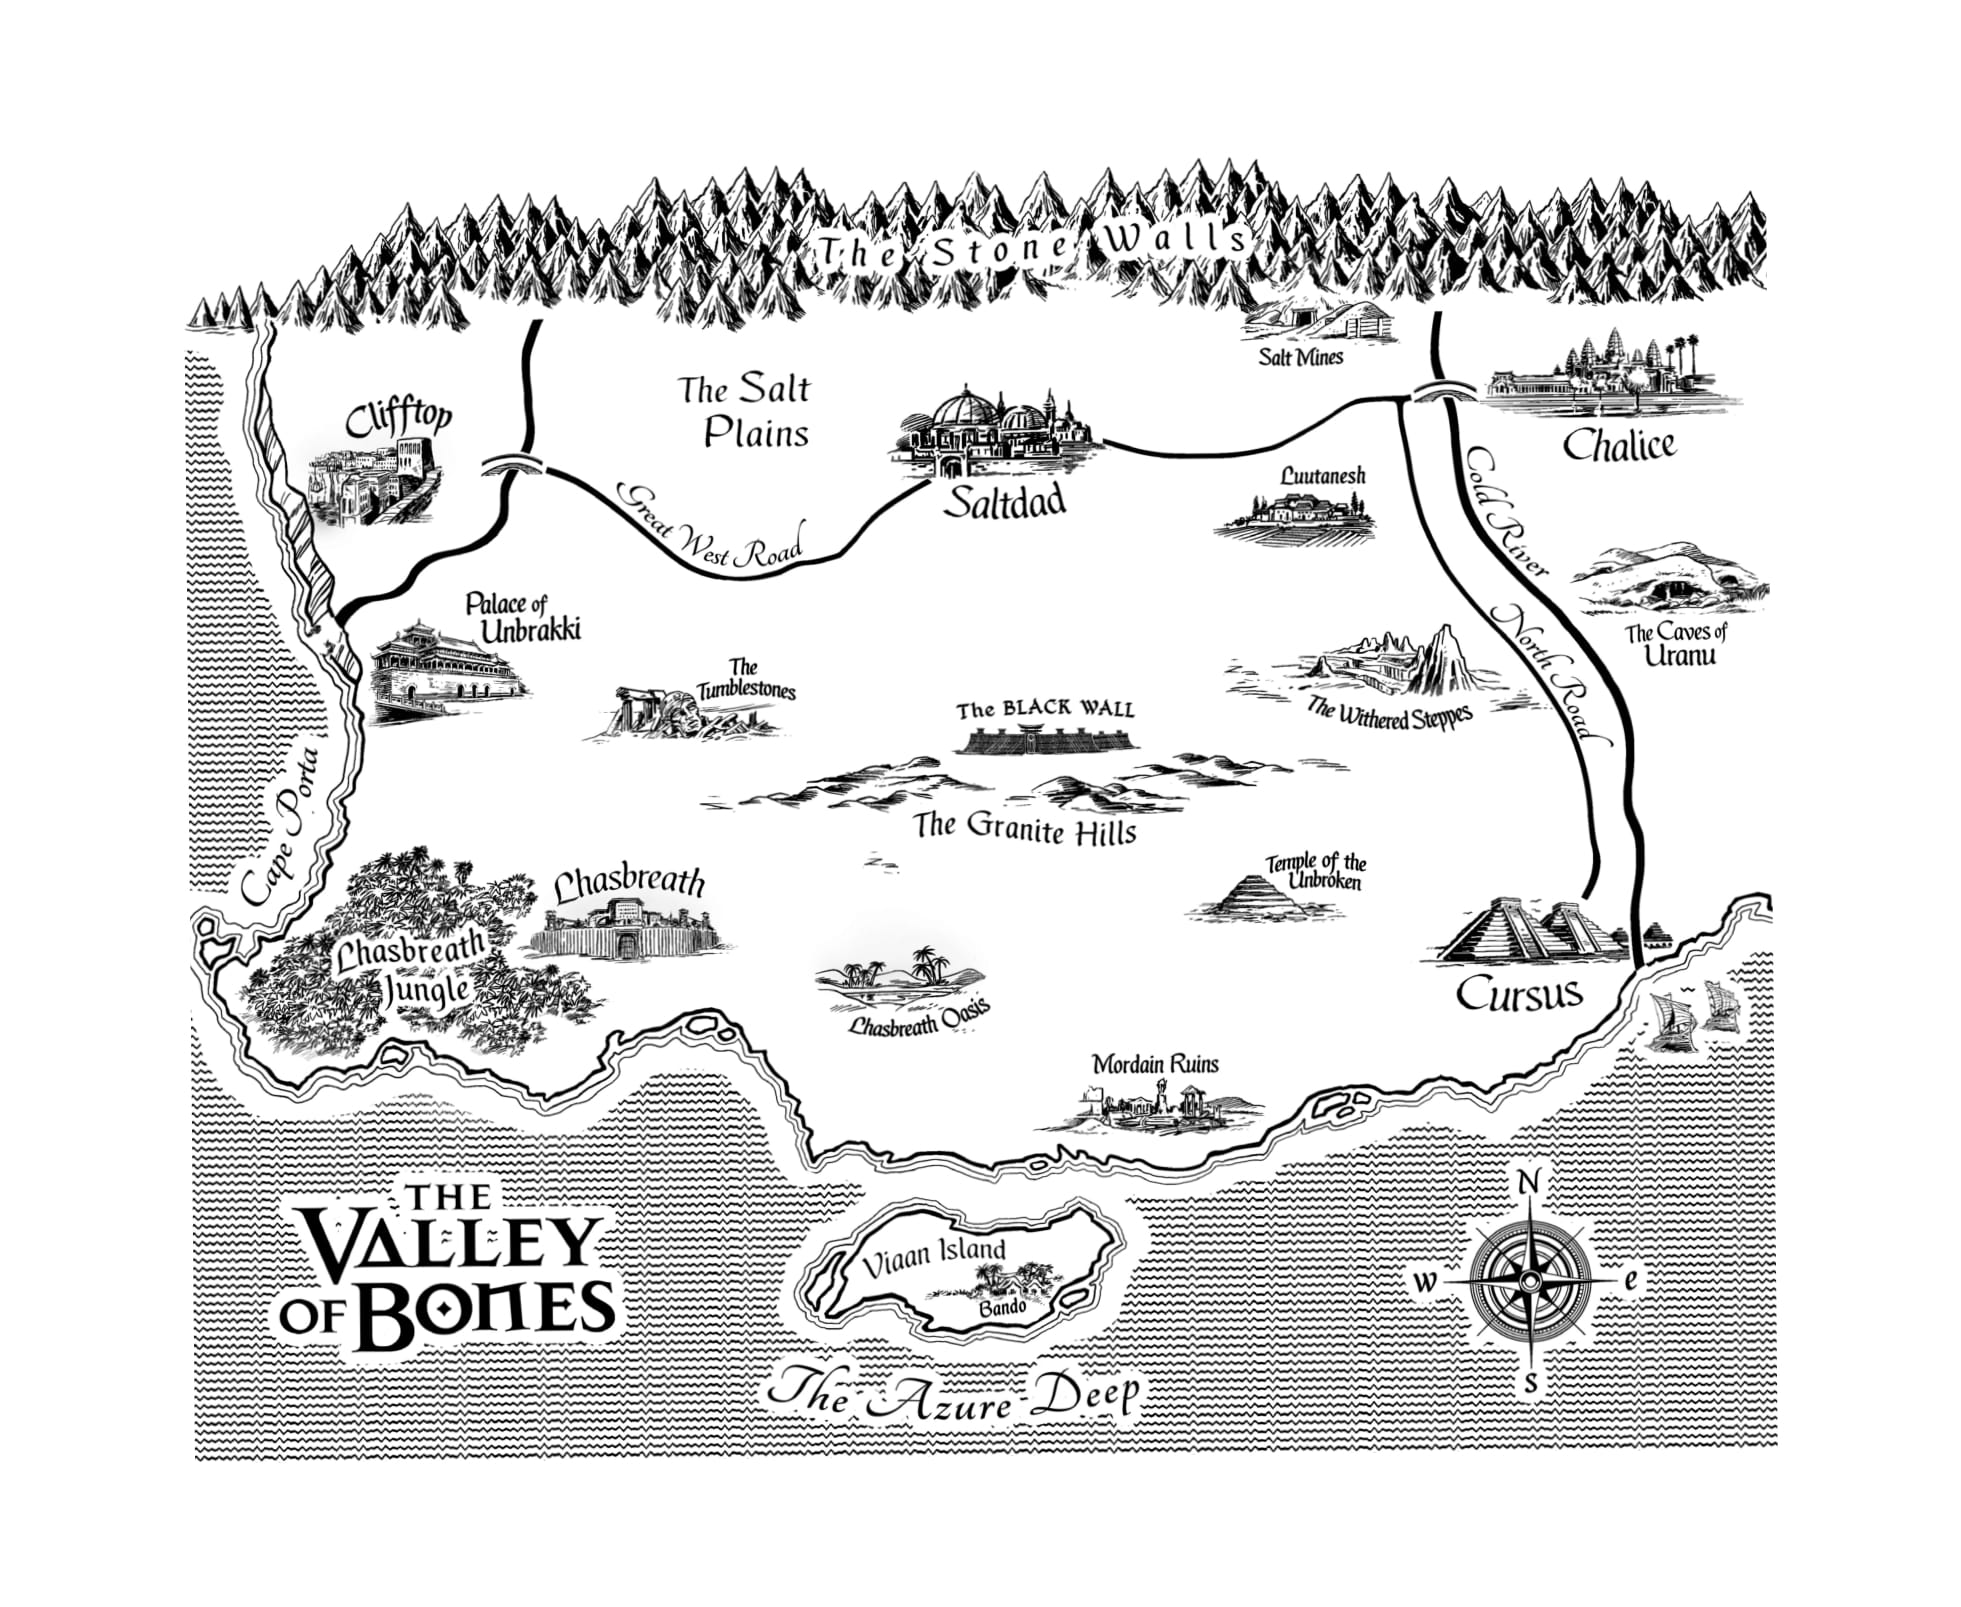 The Stone Walls
Salt Mines
The Salt
Plains
Clifftop
Chalice
Saltdad
Luutanesh
Cold River
Great West Road
Palace of
Unbrakki
The Caves of
Uranu
North Road
The
Tumblestones
The Withered Steppes
The BLACK WALL
Cape Porta
The Granite Hills
Temple of the
Unbroken
Chasbreath
Chasbreath
Jungle
Cursus
Chasbreath Oasis
Mordain Ruins
THE
VALLEY
OF BONES
Viaan Island
Bando
The Azure Deep
N
W
e
S